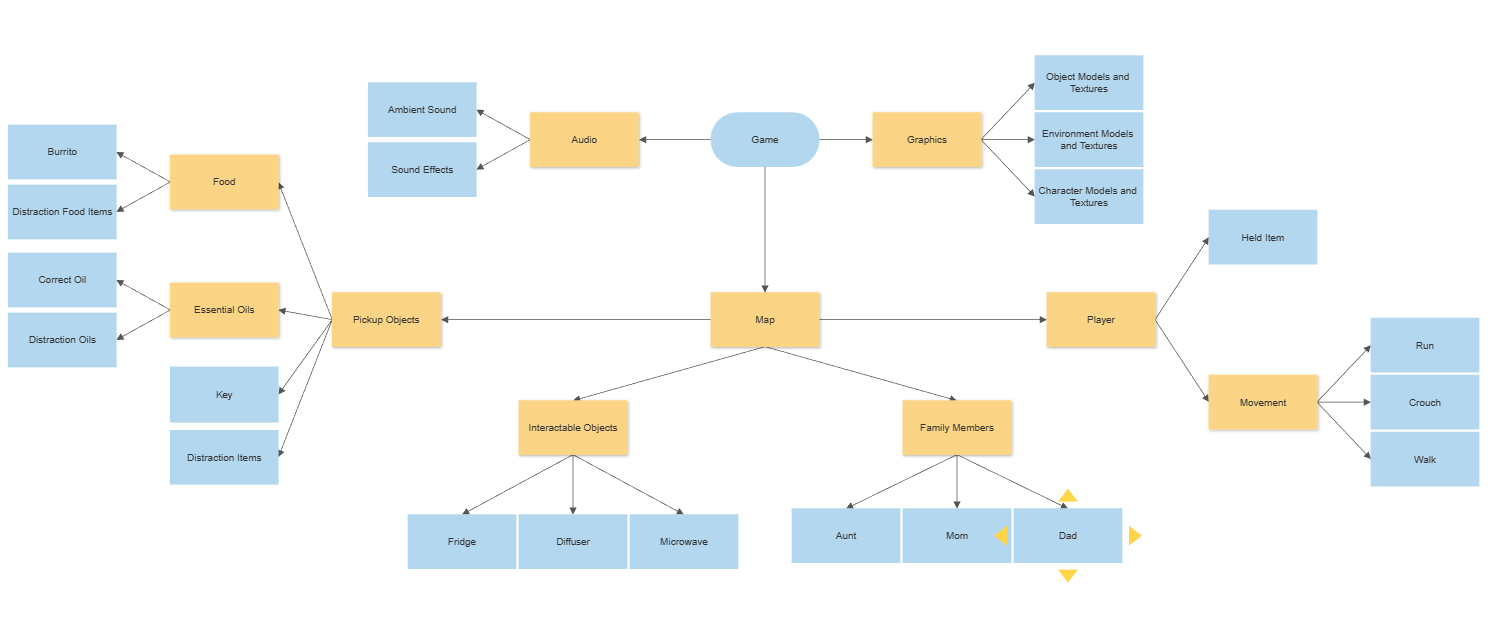 Object Models and
Textures
Ambient Sound
Audio
Game
Graphics
Environment Models
and Textures
Burrito
Sound Effects
Food
Character Models and
Textures
Distraction Food Items
Held Item
Correct Oil
Essential Oils
Pickup Objects
Map
Player
Distraction Oils
Run
Key
Movement
Crouch
Interactable Objects
Family Members
Distraction Items
Walk
Fridge
Diffuser
Microwave
Aunt
Mom
Dad